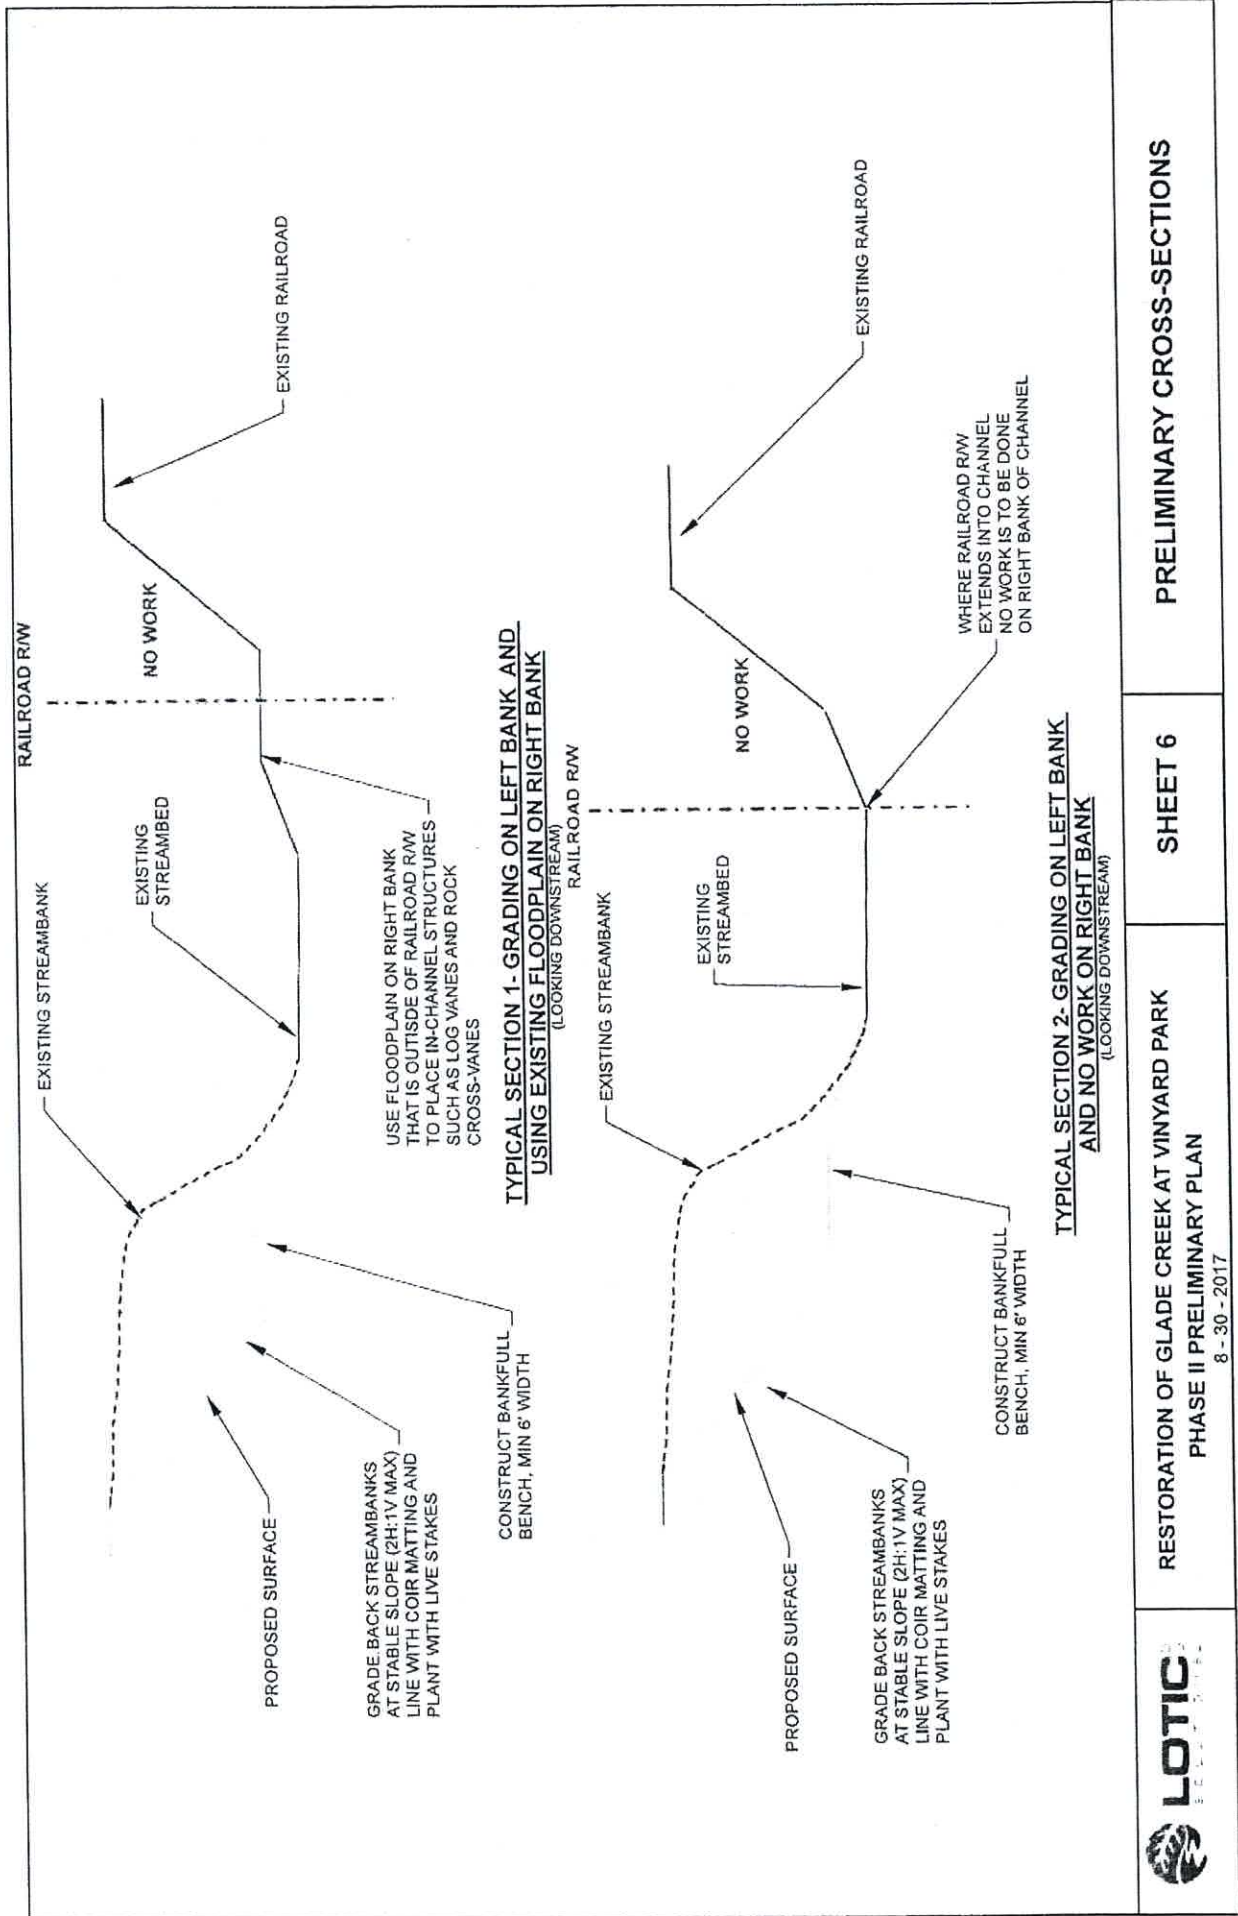 RAILROAD R/W
EXISTING STREAMBANK
EXISTING
STREAMBED
NO WORK
EXISTING RAILROAD
PROPOSED SURFACE
GRADE BACK STREAMBANKS
AT STABLE SLOPE (2H:1V MAX)
LINE WITH COIR MATTING AND
PLANT WITH LIVE STAKES
CONSTRUCT BANKFULL
BENCH, MIN 6' WIDTH
USE FLOODPLAIN ON RIGHT BANK
THAT IS OUTISDE OF RAILROAD R/W
TO PLACE IN-CHANNEL STRUCTURES
SUCH AS LOG VANES AND ROCK
CROSS-VANES
TYPICAL SECTION 1- GRADING ON LEFT BANK AND
USING EXISTING FLOODPLAIN ON RIGHT BANK
(LOOKING DOWNSTREAM)
RAILROAD R/W
EXISTING STREAMBANK
EXISTING
STREAMBED
NO WORK
EXISTING RAILROAD
PROPOSED SURFACE
GRADE BACK STREAMBANKS
AT STABLE SLOPE (2H:1V MAX)
LINE WITH COIR MATTING AND
PLANT WITH LIVE STAKES
CONSTRUCT BANKFULL
BENCH, MIN 6' WIDTH
WHERE RAILROAD R/W
EXTENDS INTO CHANNEL
NO WORK IS TO BE DONE
ON RIGHT BANK OF CHANNEL
TYPICAL SECTION 2- GRADING ON LEFT BANK
AND NO WORK ON RIGHT BANK
(LOOKING DOWNSTREAM)
LOTIC
RESTORATION OF GLADE CREEK AT VINYARD PARK
PHASE II PRELIMINARY PLAN
8 - 30 - 2017
SHEET 6
PRELIMINARY CROSS-SECTIONS